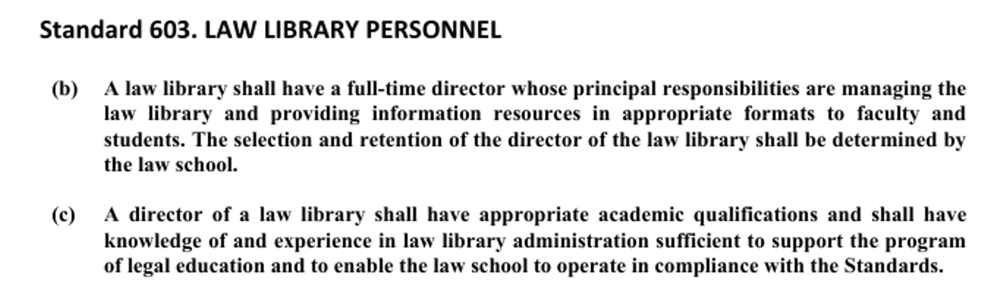 Standard 603. LAW LIBRARY PERSONNEL
(b) A law library shall have a full-time director whose principal responsibilities are managing the
law library and providing information resources in appropriate formats to faculty and
students. The selection and retention of the director of the law library shall be determined by
the law school.
(c) A director of a law library shall have appropriate academic qualifications and shall have
knowledge of and experience in law library administration sufficient to support the program
of legal education and to enable the law school to operate in compliance with the Standards.